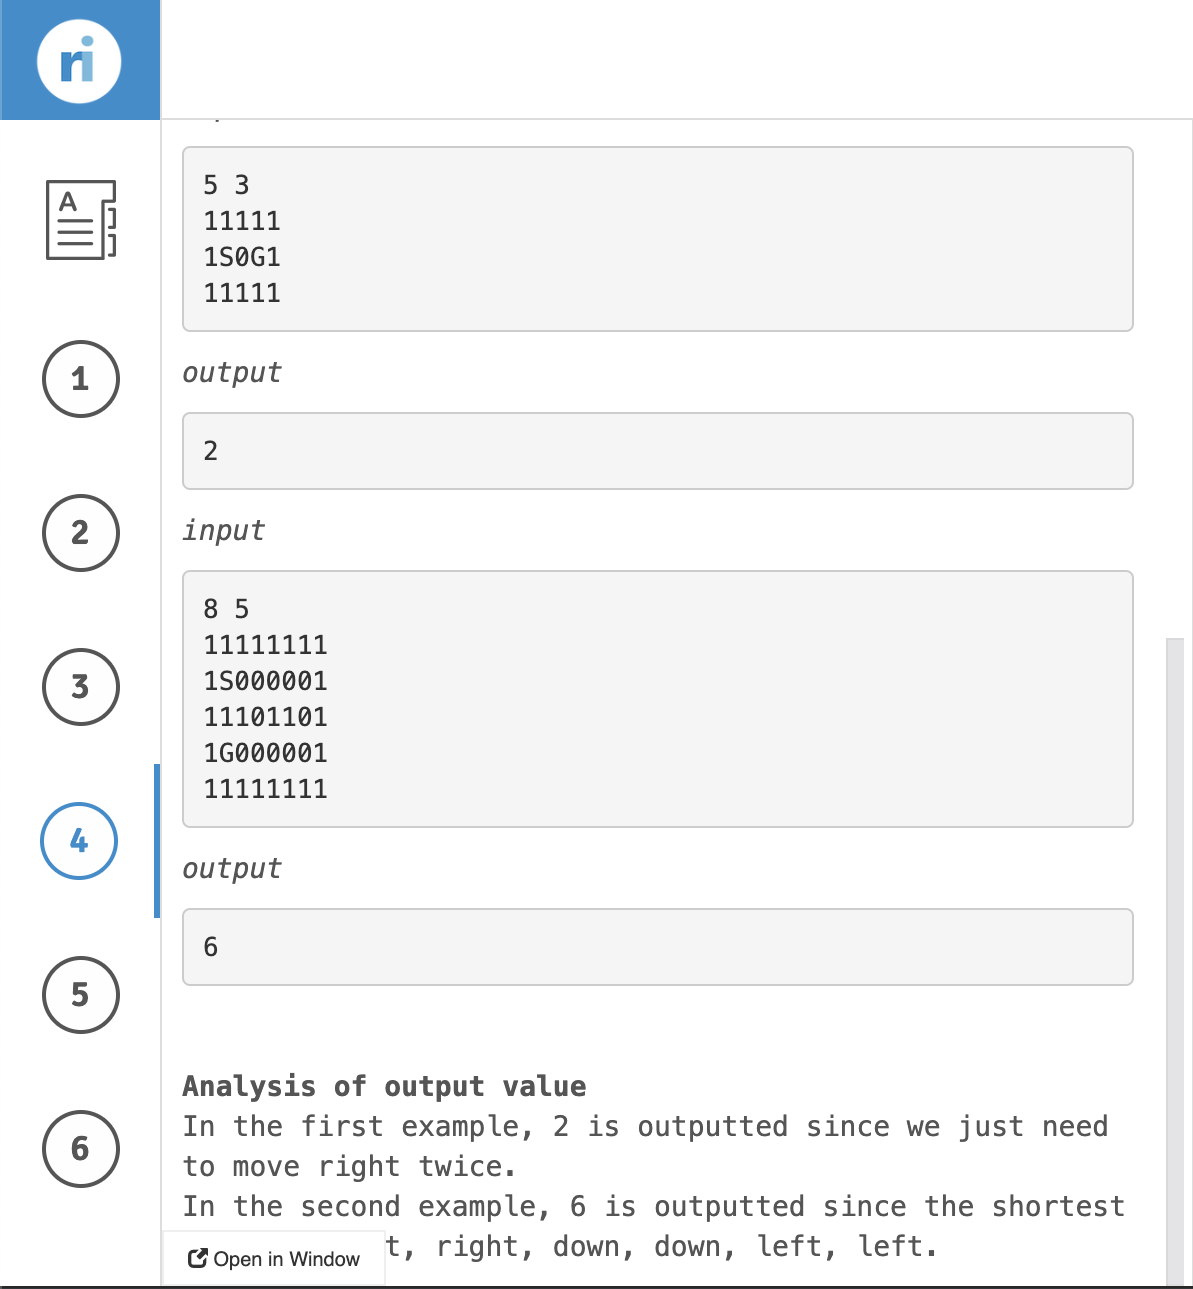 ri
A
5 3
11111
1S0G1
11111
output
2
input
8 5
11111111
1S000001
11101101
1G000001
11111111
output
6
Analysis of output value
In the first example, 2 is outputted since we just need
to move right twice.
In the second example, 6 is outputted since the shortest
right, down, down, left, left.
Open in Window
1
2
3
4
5
6